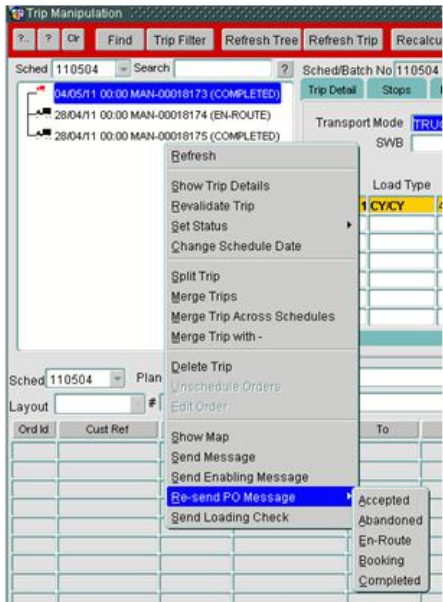 Trip Manipulation
?.. ? Clr Find Trip Filter Refresh Tree Refresh Trip Recalcu
Sched 110504 Search ? Sched/Batch No 110504
04/05/11 00:00 MAN-00018173 (COMPLETED)
28/04/11 00:00 MAN-00018174 (EN-ROUTE)
28/04/11 00:00 MAN-00018175 (COMPLETED)
Trip Detail Stops
Transport Mode TRUC
SWB
Load Type
1 CY/CY 4
Refresh
Show Trip Details
Revalidate Trip
Set Status
Change Schedule Date
Split Trip
Merge Trips
Merge Trip Across Schedules
Merge Trip with -
Delete Trip
Unschedule Orders
Edit Order
Show Map
Send Message
Send Enabling Message
Re-send PO Message
Send Loading Check
Accepted
Abandoned
En-Route
Booking
Completed
Sched 110504 Plan
Layout #
Ord Id Cust Ref To